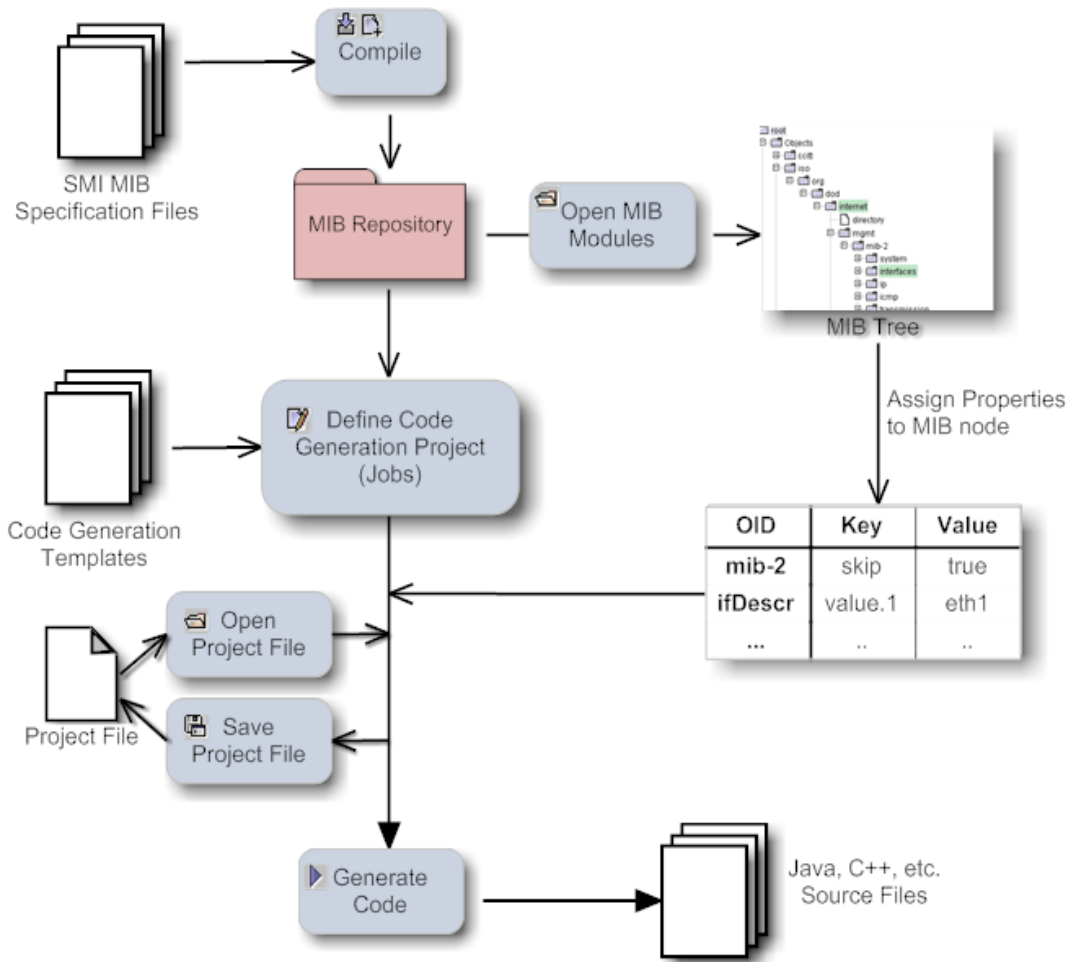 Compile
SMI MIB
Specification Files
MIB Repository
Open MIB
Modules
root
Objects
ccitt
iso
org
dod
internet
directory
mgmt
mib-2
system
interfaces
ip
icmp
transmission
MIB Tree
Assign Properties
to MIB node
Define Code
Generation Project
(Jobs)
Code Generation
Templates
OID Key Value
mib-2 skip true
ifDescr value.1 eth1
... .. ..
Open
Project File
Project File
Save
Project File
Generate
Code
Java, C++, etc.
Source Files